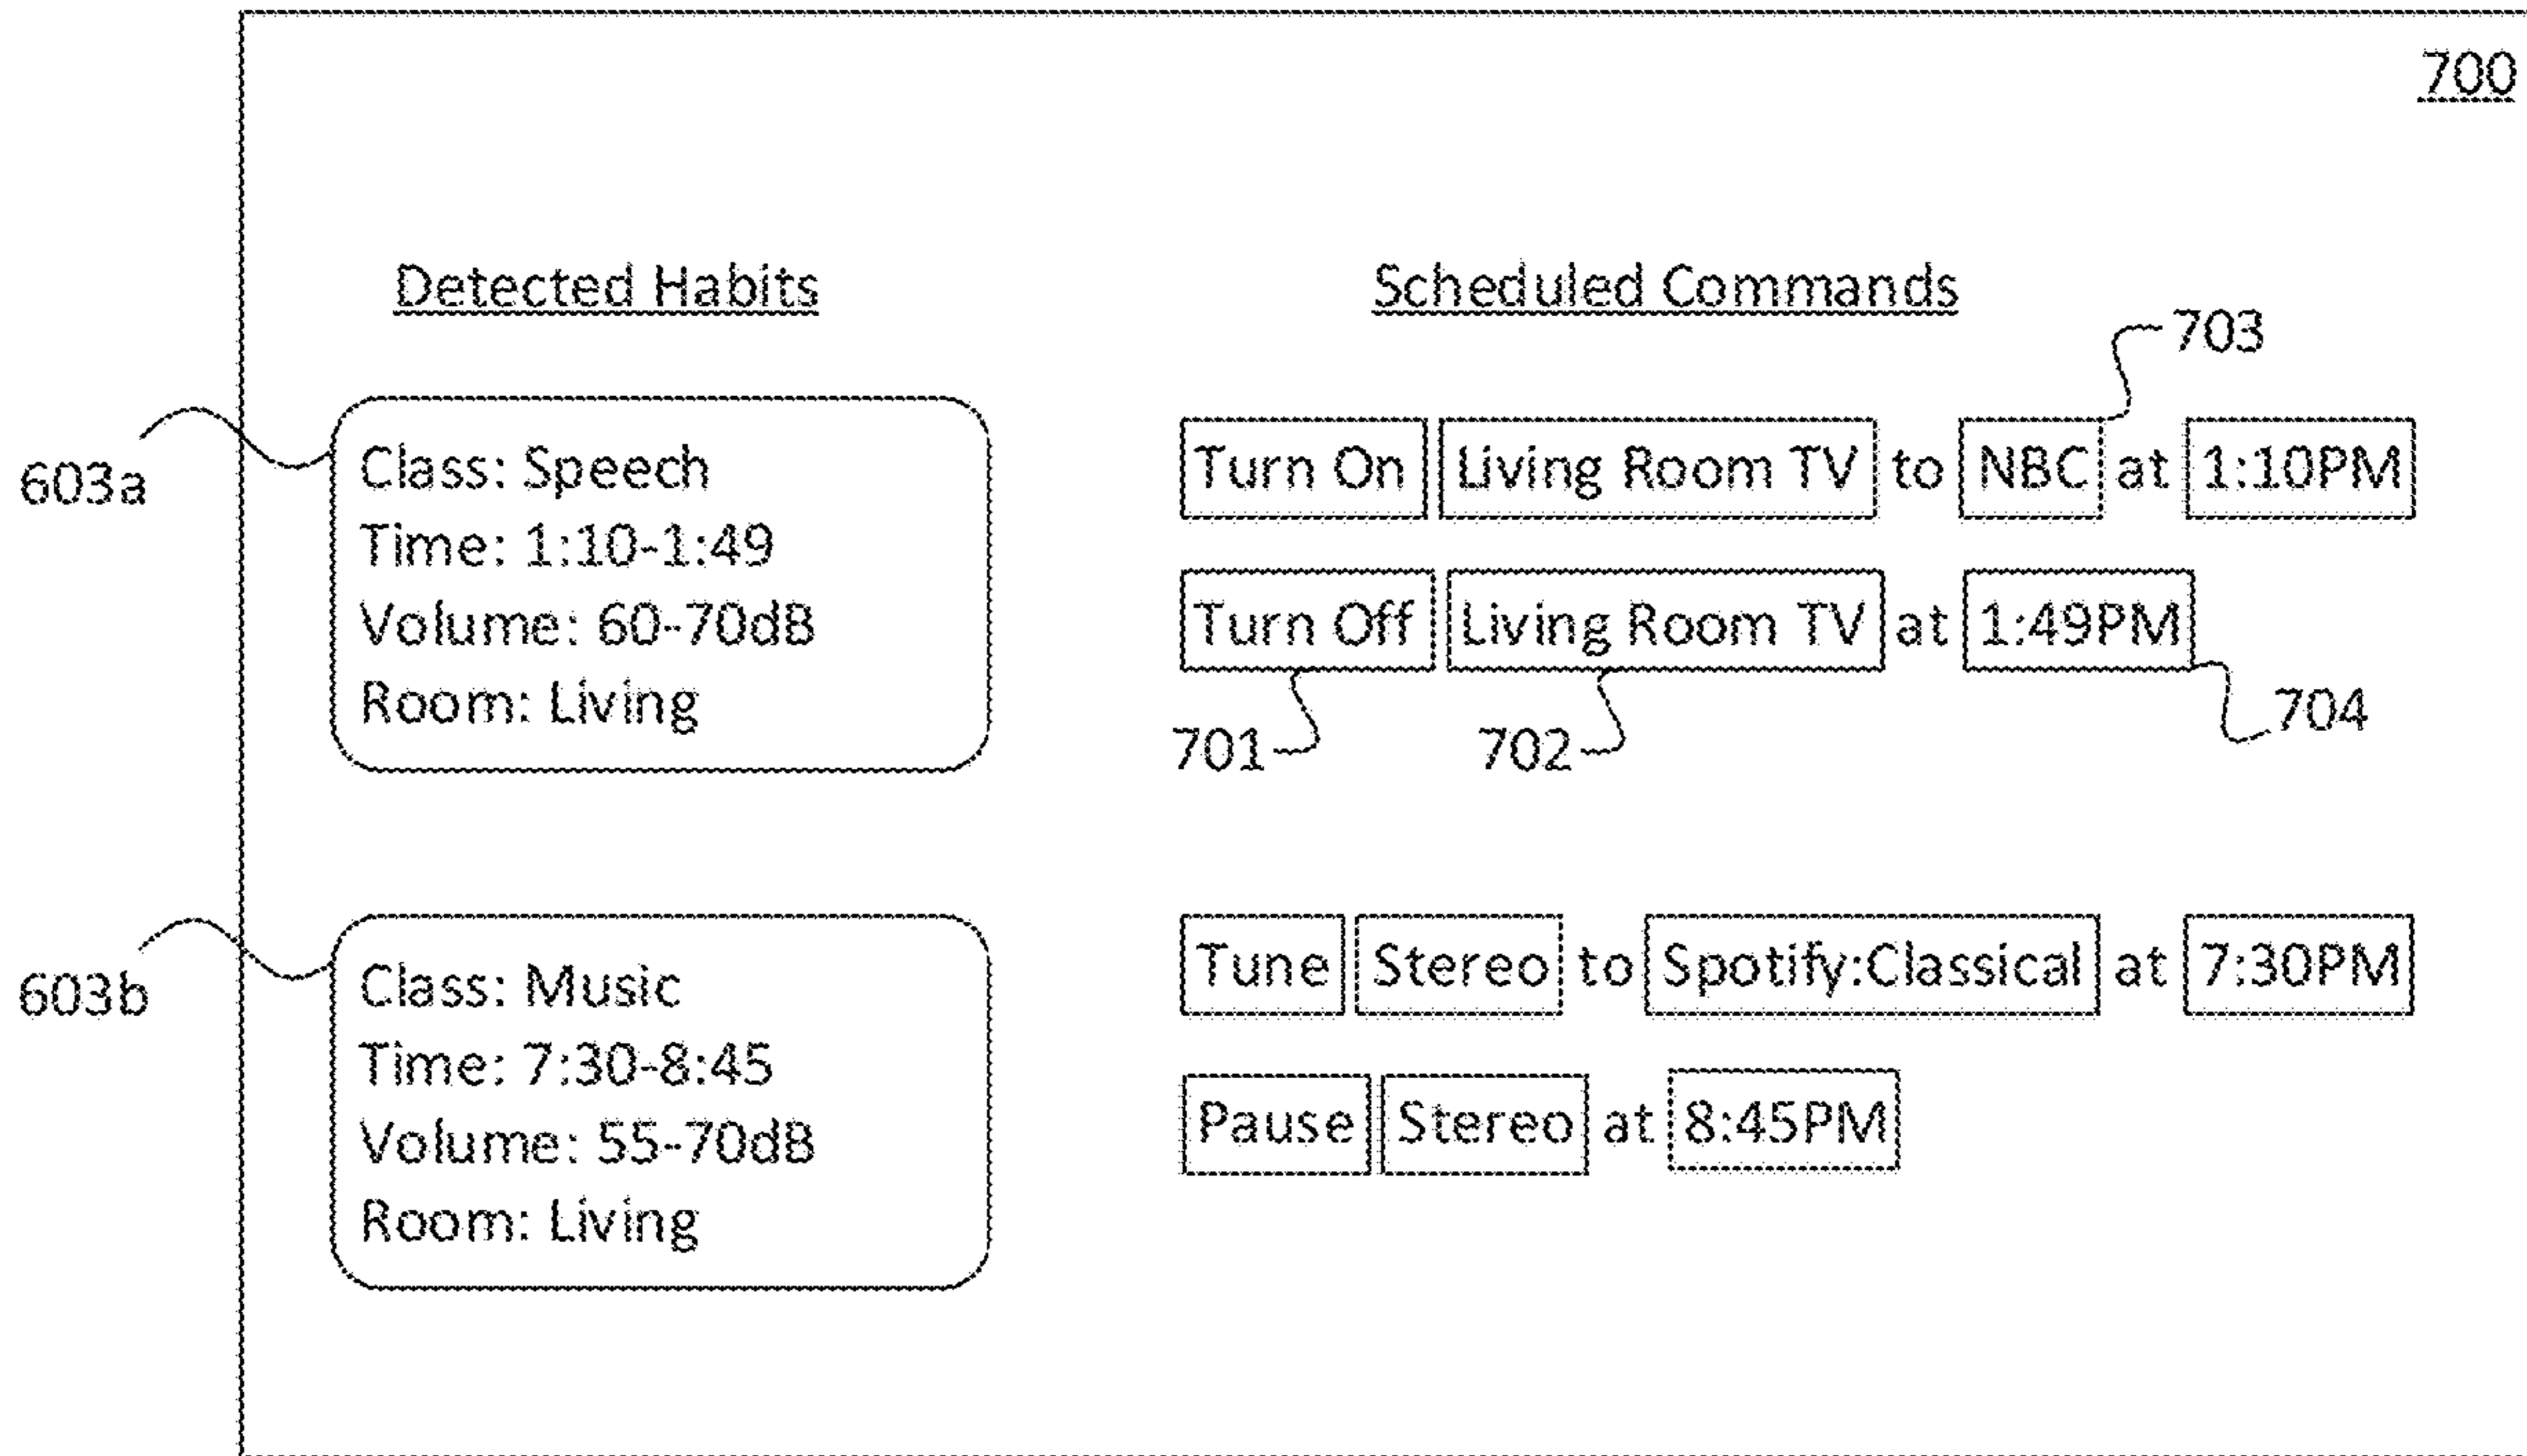 700
Detected Habits
Scheduled Commands
703
603a
Class: Speech
Time: 1:10-1:49
Volume: 60-70dB
Room: Living
Turn On Living Room TV to NBC at 1:10PM
Turn Off Living Room TV at 1:49PM
701
702
704
603b
Class: Music
Time: 7:30-8:45
Volume: 55-70dB
Room: Living
Tune Stereo to Spotify:Classical at 7:30PM
Pause Stereo at 8:45PM